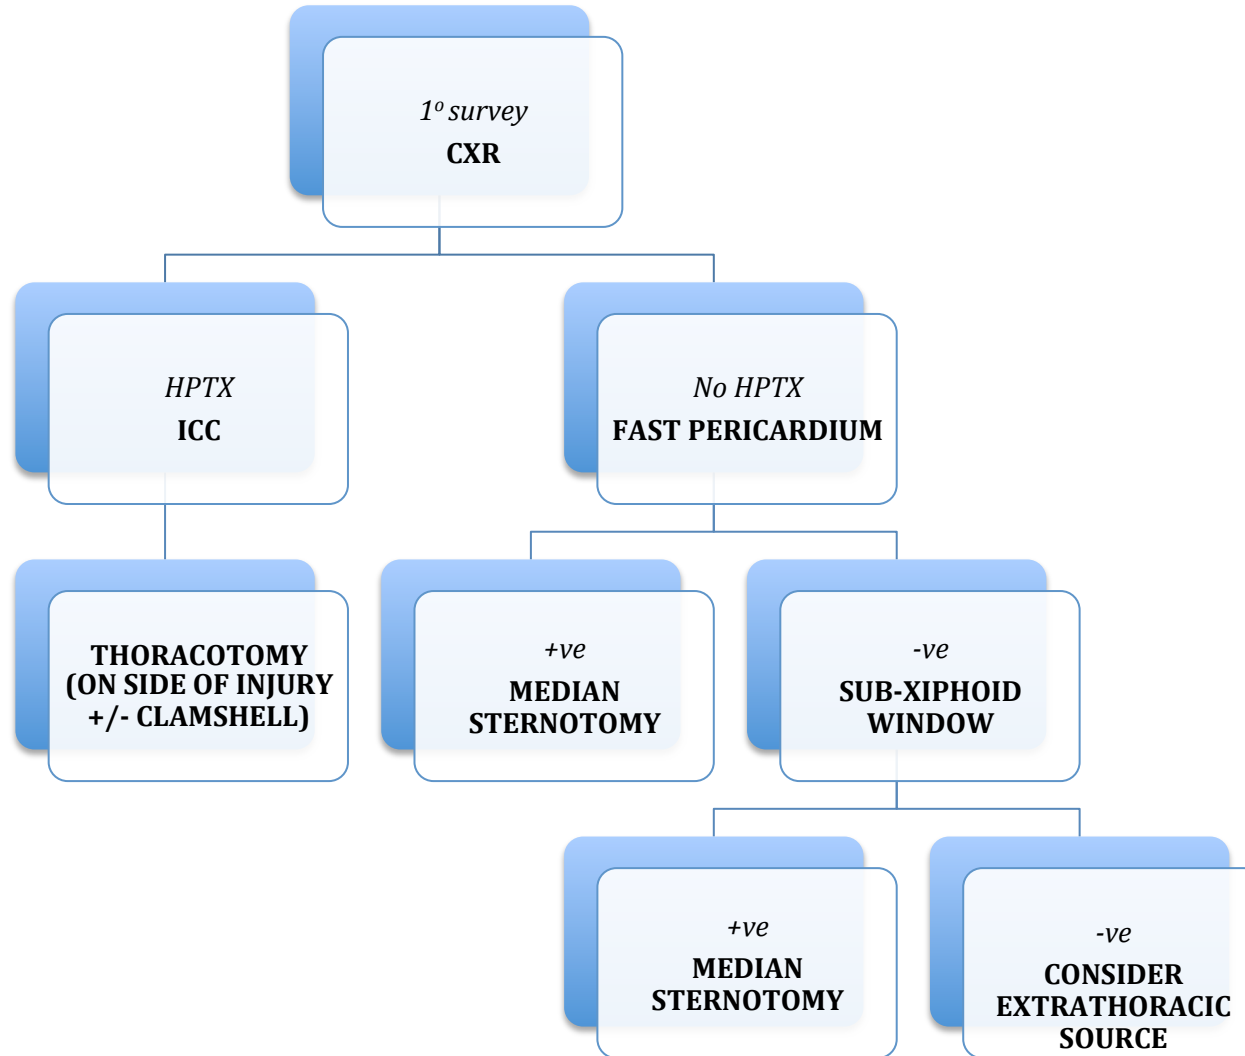 1º survey
CXR
HPTX
ICC
No HPTX
FAST PERICARDIUM
THORACOTOMY
(ON SIDE OF INJURY
+/- CLAMSHELL)
+ve
MEDIAN
STERNOTOMY
-ve
SUB-XIPHOID
WINDOW
+ve
MEDIAN
STERNOTOMY
-ve
CONSIDER
EXTRATHORACIC
SOURCE